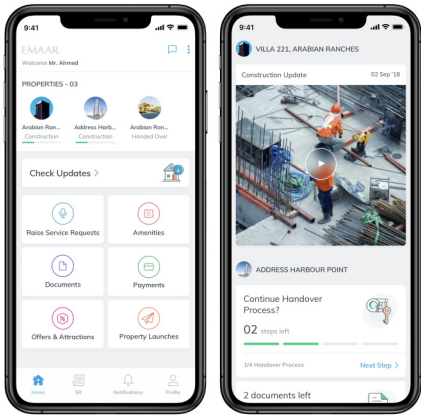 9:41
EMAAR
Welcome Mr. Ahmed
PROPERTIES - 03
Arabian Ran...
Construction
Address Harb...
Construction
Arabian Ran...
Handed Over
Check Updates >
Raise Service Requests
Amenities
Documents
Payments
Offers & Attractions
Property Launches
Home
SR
Notifications
Profile
9:41
VILLA 221, ARABIAN RANCHES
Construction Update
02 Sep '18
ADDRESS HARBOUR POINT
Continue Handover
Process?
02 steps left
1/4 Handover Process
Next Step >
2 documents left